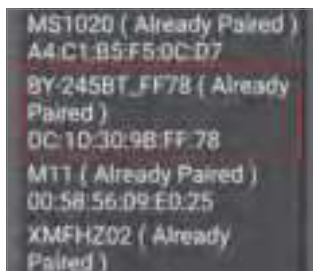 MS1020 ( Already Paired )
A4:C1:B5:F5:0C:D7
BY-245BT_FF78 ( Already
Paired )
DC:1D:30:9B:FF:78
M11 ( Already Paired )
00:58:56:09:E0:25
XMFHZ02 ( Already
Paired )